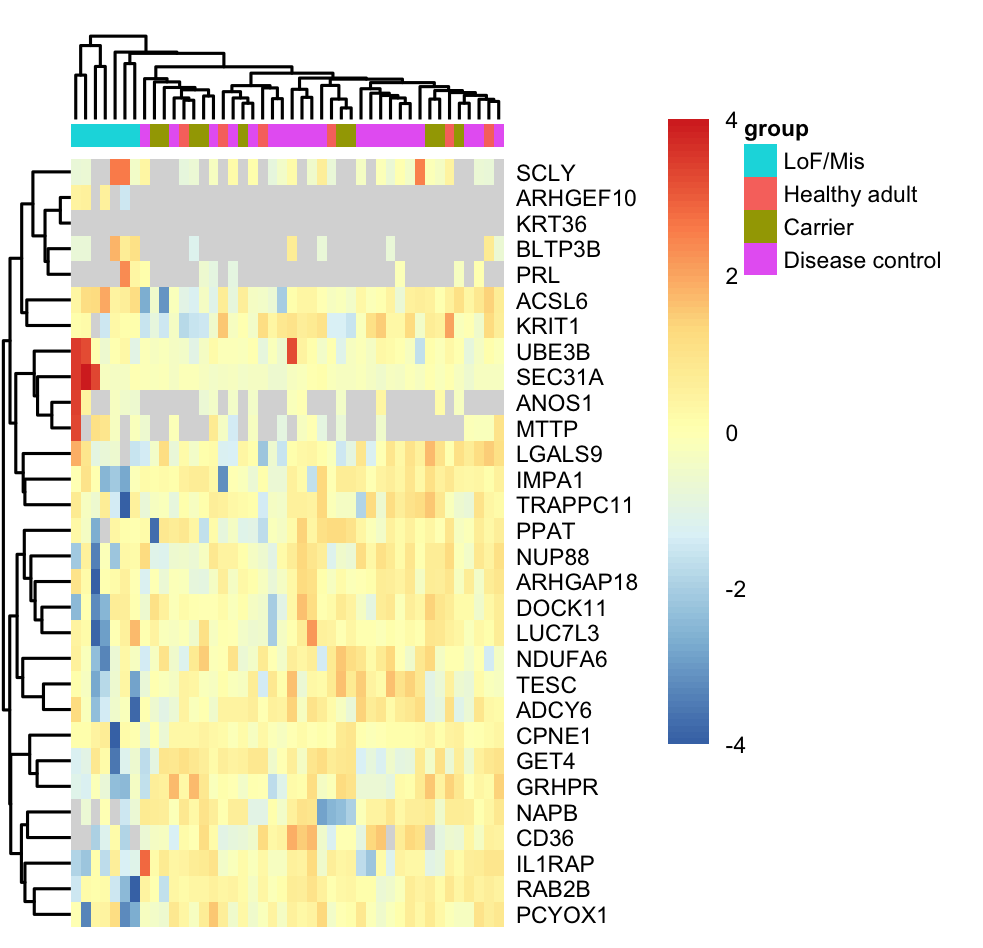 4
group
LoF/Mis
Healthy adult
Carrier
Disease control
2
0
-2
-4
SCLY
ARHGEF10
KRT36
BLTP3B
PRL
ACSL6
KRIT1
UBE3B
SEC31A
ANOS1
MTTP
LGALS9
IMPA1
TRAPPC11
PPAT
NUP88
ARHGAP18
DOCK11
LUC7L3
NDUFA6
TESC
ADCY6
CPNE1
GET4
GRHPR
NAPB
CD36
IL1RAP
RAB2B
PCYOX1